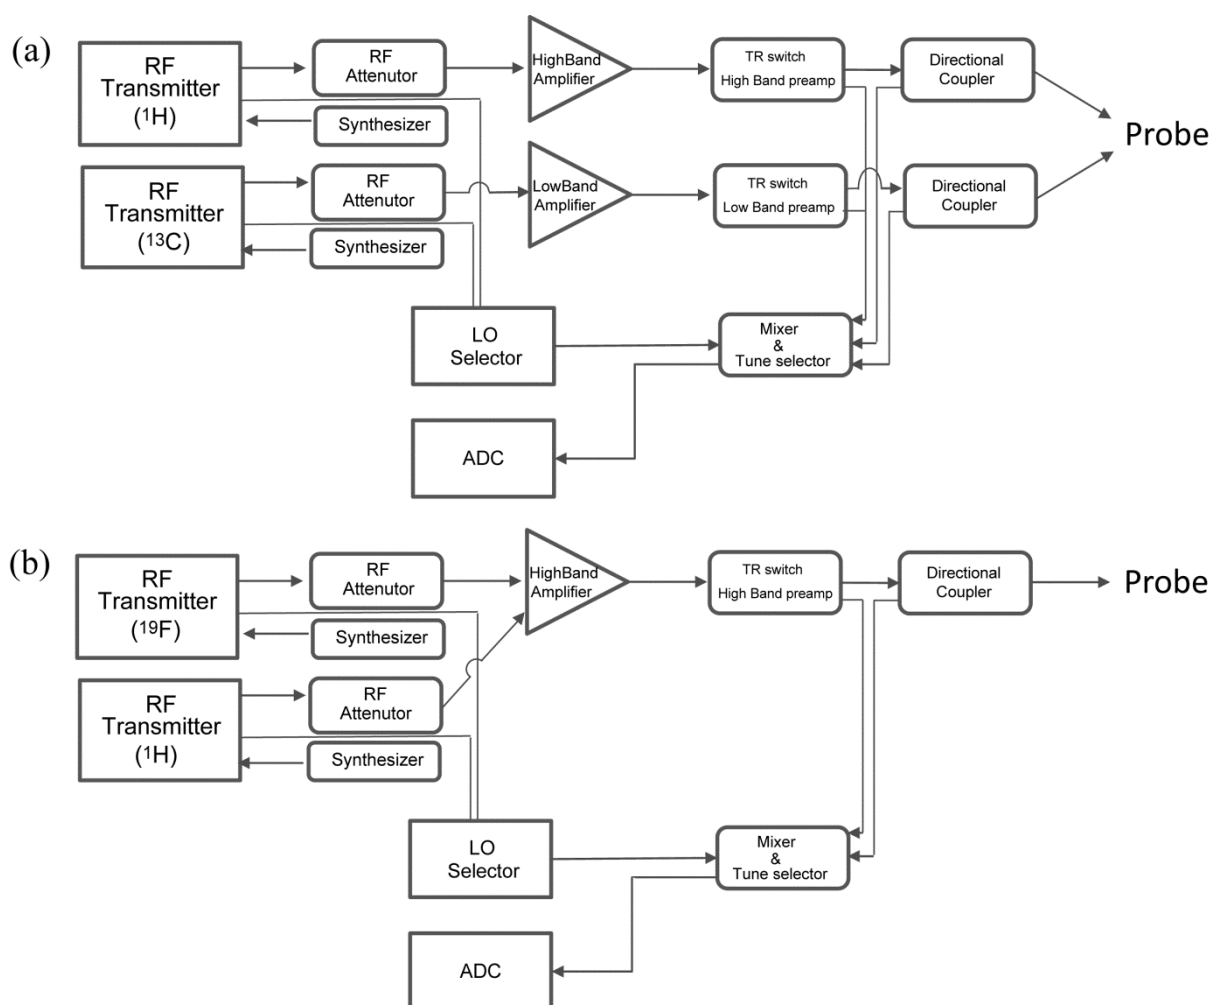 (a)
RF
Transmitter
(¹H)
RF
Attenutor
Synthesizer
HighBand
Amplifier
TR switch
High Band preamp
Directional
Coupler
Probe
RF
Transmitter
(¹³C)
RF
Attenutor
Synthesizer
LowBand
Amplifier
TR switch
Low Band preamp
Directional
Coupler
LO
Selector
Mixer
&
Tune selector
ADC
(b)
RF
Transmitter
(¹⁹F)
RF
Attenutor
Synthesizer
HighBand
Amplifier
TR switch
High Band preamp
Directional
Coupler
Probe
RF
Transmitter
(¹H)
RF
Attenutor
Synthesizer
LO
Selector
Mixer
&
Tune selector
ADC